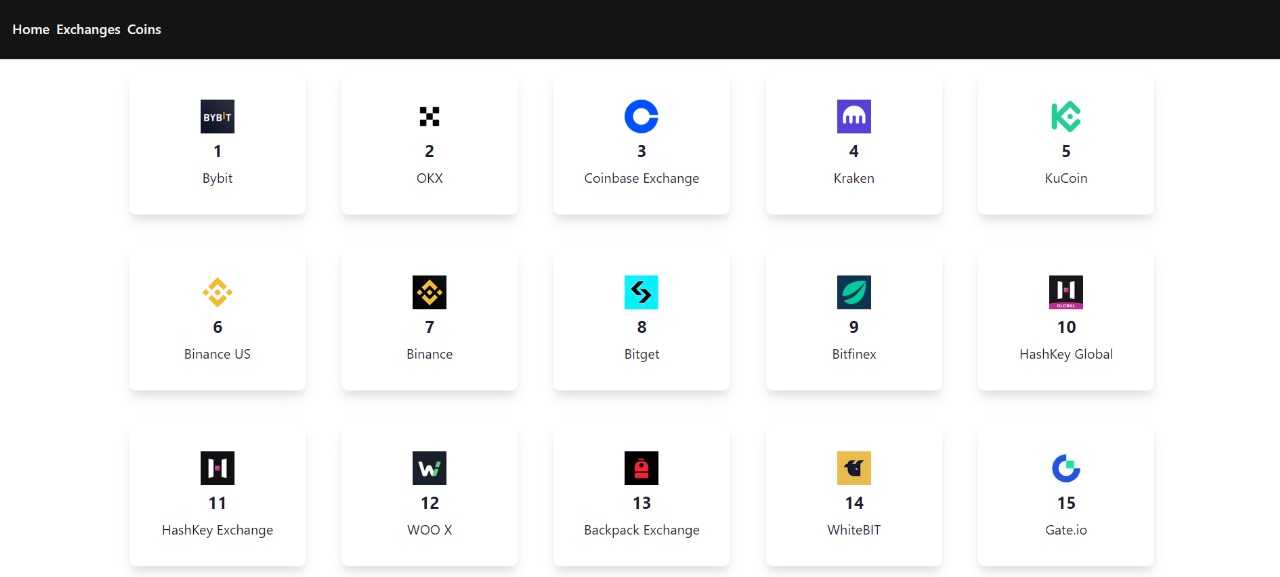 Home Exchanges Coins
BYBIT
1
Bybit
2
OKX
3
Coinbase Exchange
4
Kraken
5
KuCoin
6
Binance US
7
Binance
8
Bitget
9
Bitfinex
H
GLOBAL
10
HashKey Global
H
11
HashKey Exchange
W
12
WOO X
13
Backpack Exchange
14
WhiteBIT
15
Gate.io